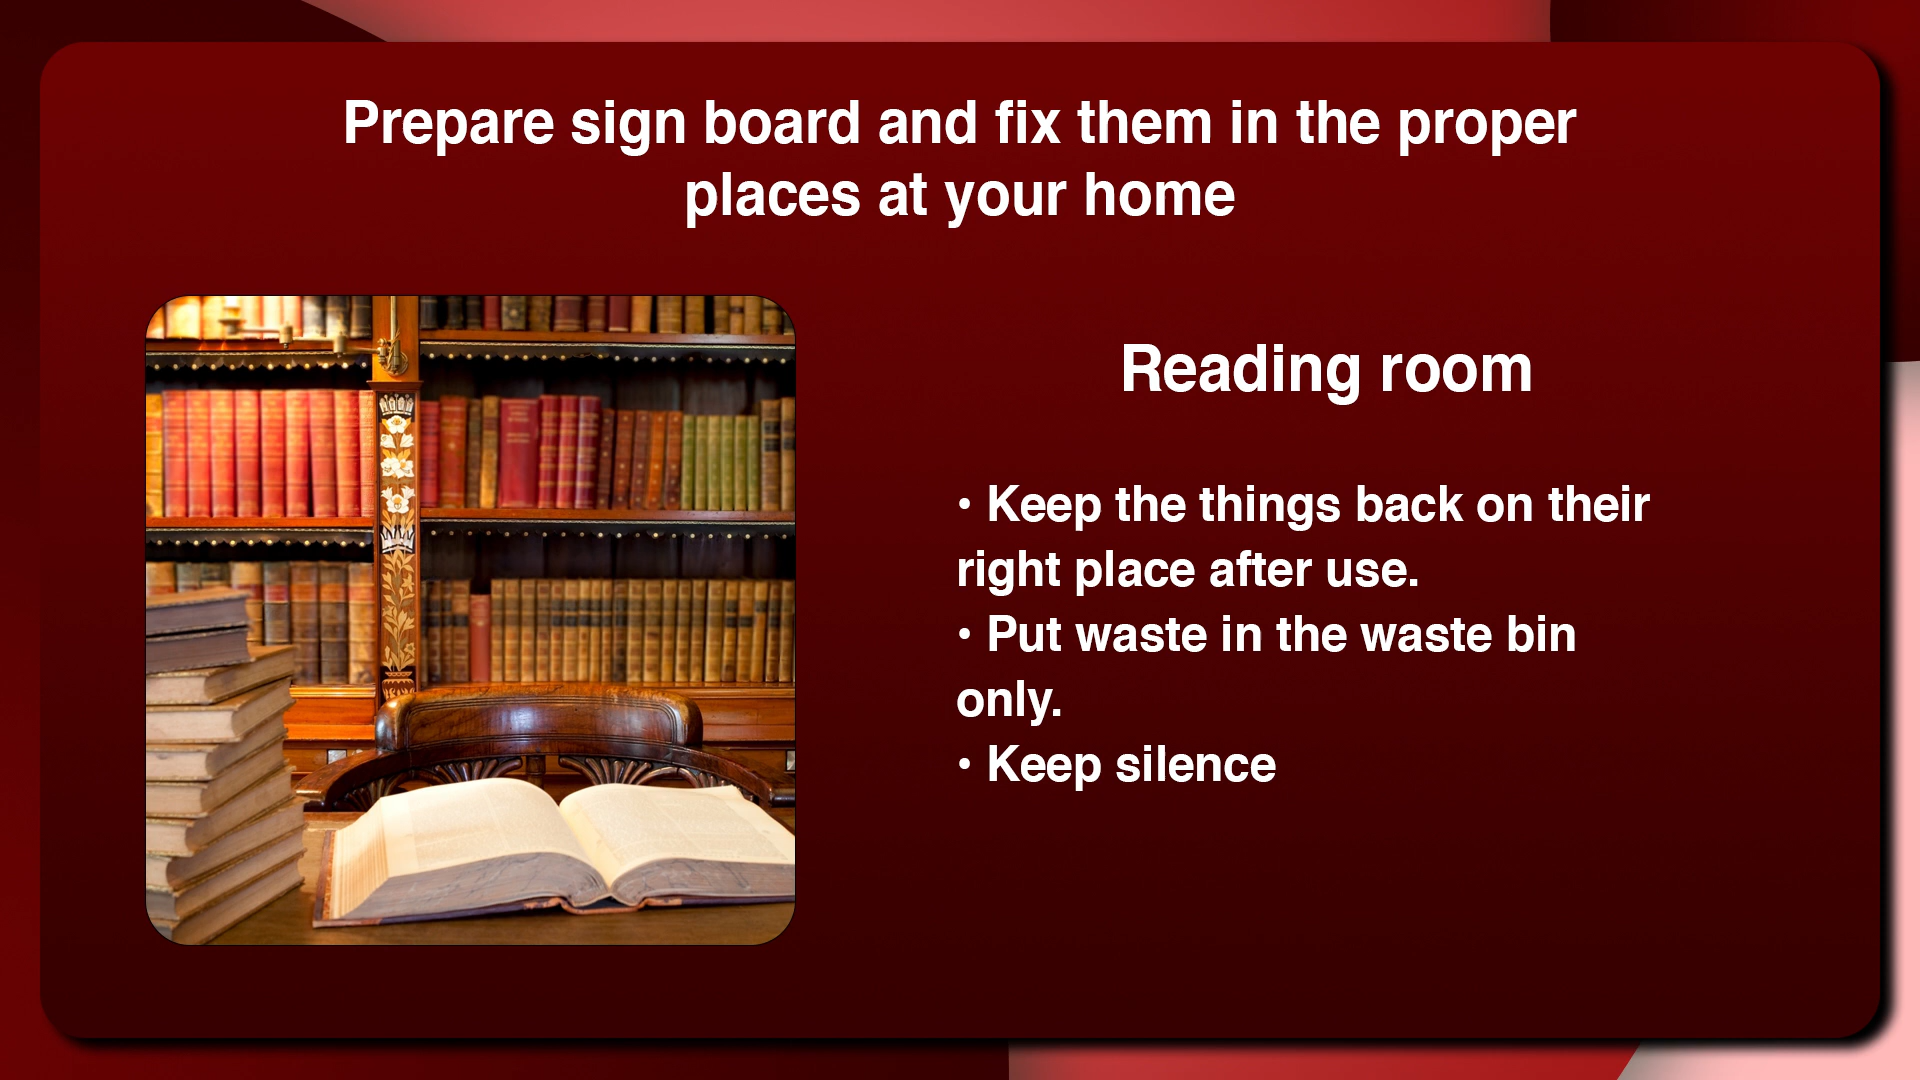 Prepare sign board and fix them in the proper
places at your home
Reading room
• Keep the things back on their
right place after use.
• Put waste in the waste bin
only.
• Keep silence